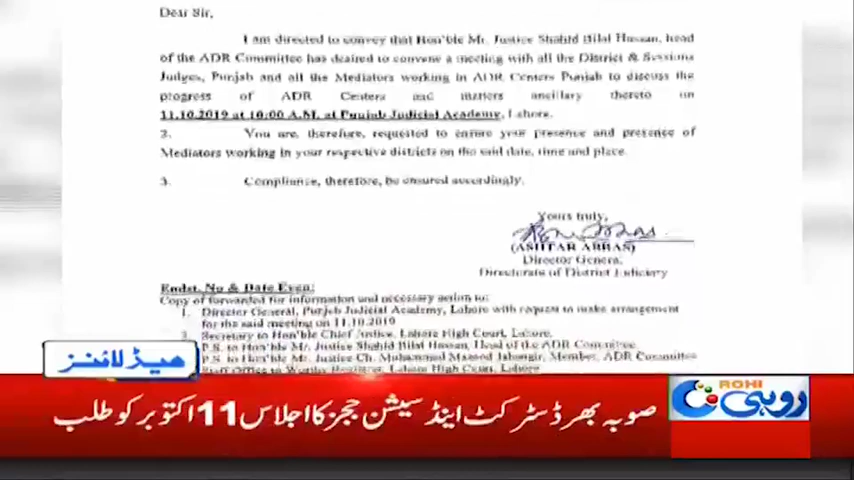 Dear Sir,
I am directed to convey that Hon'ble Mr. Justice Shahid Bilal Hassan, head
of the ADR Committee has desired to convene a meeting with all the District & Sessions
Judges, Punjab and all the Mediators working in ADR Centers Punjab to discuss the
progress of ADR Centers and matters ancillary thereto on
11.10.2019 at 10:00 A.M. at Punjab Judicial Academy, Lahore.
2. You are, therefore, requested to ensure your presence and presence of
Mediators working in your respective districts on the said date, time and place.
3. Compliance, therefore, be ensured accordingly.
Yours truly,
(ASHTAR ABBAS)
Director General,
Directorate of District Judiciary
Endst. No & Date Even:
Copy of forwarded for information and necessary action to:
1. Director General, Punjab Judicial Academy, Lahore with request to make arrangement
for the said meeting on 11.10.2019
2. Secretary to Hon'ble Chief Justice, Lahore High Court, Lahore.
P.S. to Hon'ble Mr. Justice Shahid Bilal Hassan, Head of the ADR Committee.
P.S to Hon'ble Mr. Justice Ch. Muhammad Masood Jahangir, Member, ADR Committee
Staff Officer to Worthy Registrar, Lahore High Court, Lahore
ہیڈلائنز
صوبہ بھر ڈسٹرکٹ اینڈ سیشن ججز کا اجلاس 11 اکتوبر کو طلب
ROHI
روہی